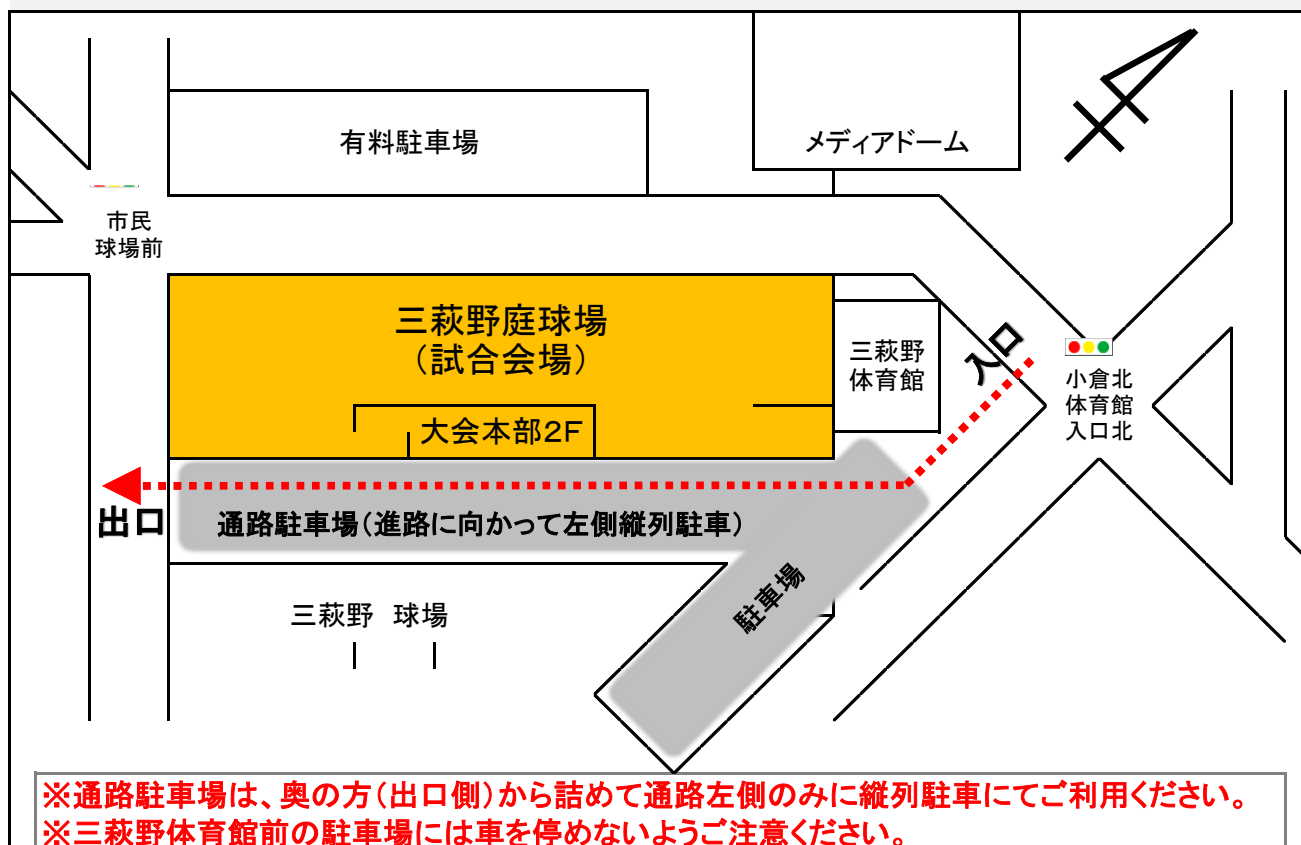 有料駐車場
メディアドーム
市民
球場前
三萩野庭球場
（試合会場）
大会本部２Ｆ
三萩野
体育館
入口
小倉北
体育館
入口北
出口
通路駐車場（進路に向かって左側縦列駐車）
駐車場
三萩野　球場
※通路駐車場は、奥の方（出口側）から詰めて通路左側のみに縦列駐車にてご利用ください。
※三萩野体育館前の駐車場には車を停めないようご注意ください。